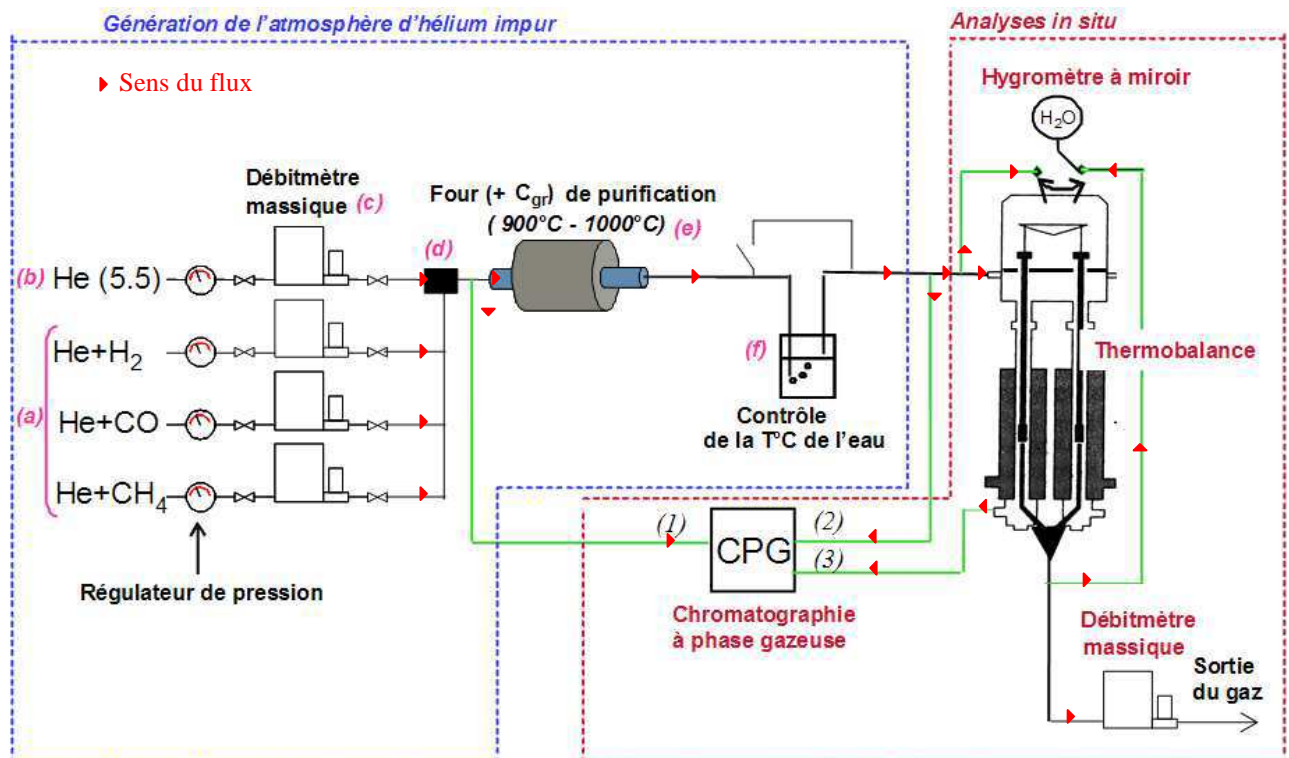 Génération de l'atmosphère d'hélium impur
Analyses in situ
Sens du flux
Hygromètre à miroir
H2O
Débitmètre
massique (c)
Four (+ Cgr) de purification
( 900°C - 1000°C) (e)
(d)
(b) He (5.5)
He+H2
(a)
He+CO
He+CH4
(f)
Contrôle
de la T°C de l'eau
Thermobalance
Régulateur de pression
(1)
CPG
(2)
(3)
Chromatographie
à phase gazeuse
Débitmètre
massique
Sortie
du gaz